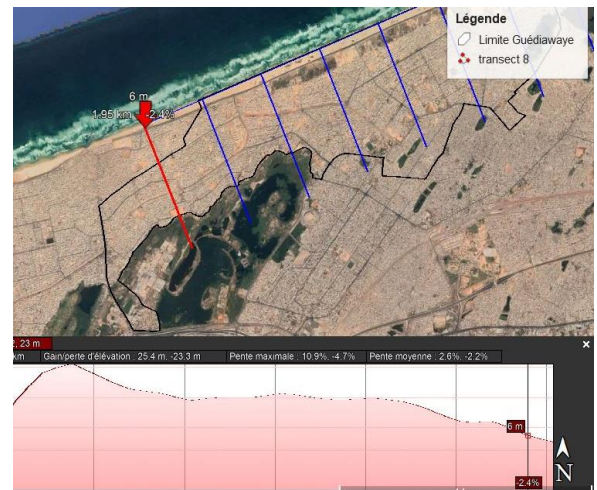 Légende
Limite Guédiawaye
transect 8
6 m
1.95 km -2.4%
2, 23 m
km Gain/perte d'élévation : 25.4 m, -23.3 m Pente maximale : 10.9%, -4.7% Pente moyenne : 2.6%, -2.2%
6 m
N
-2.4%